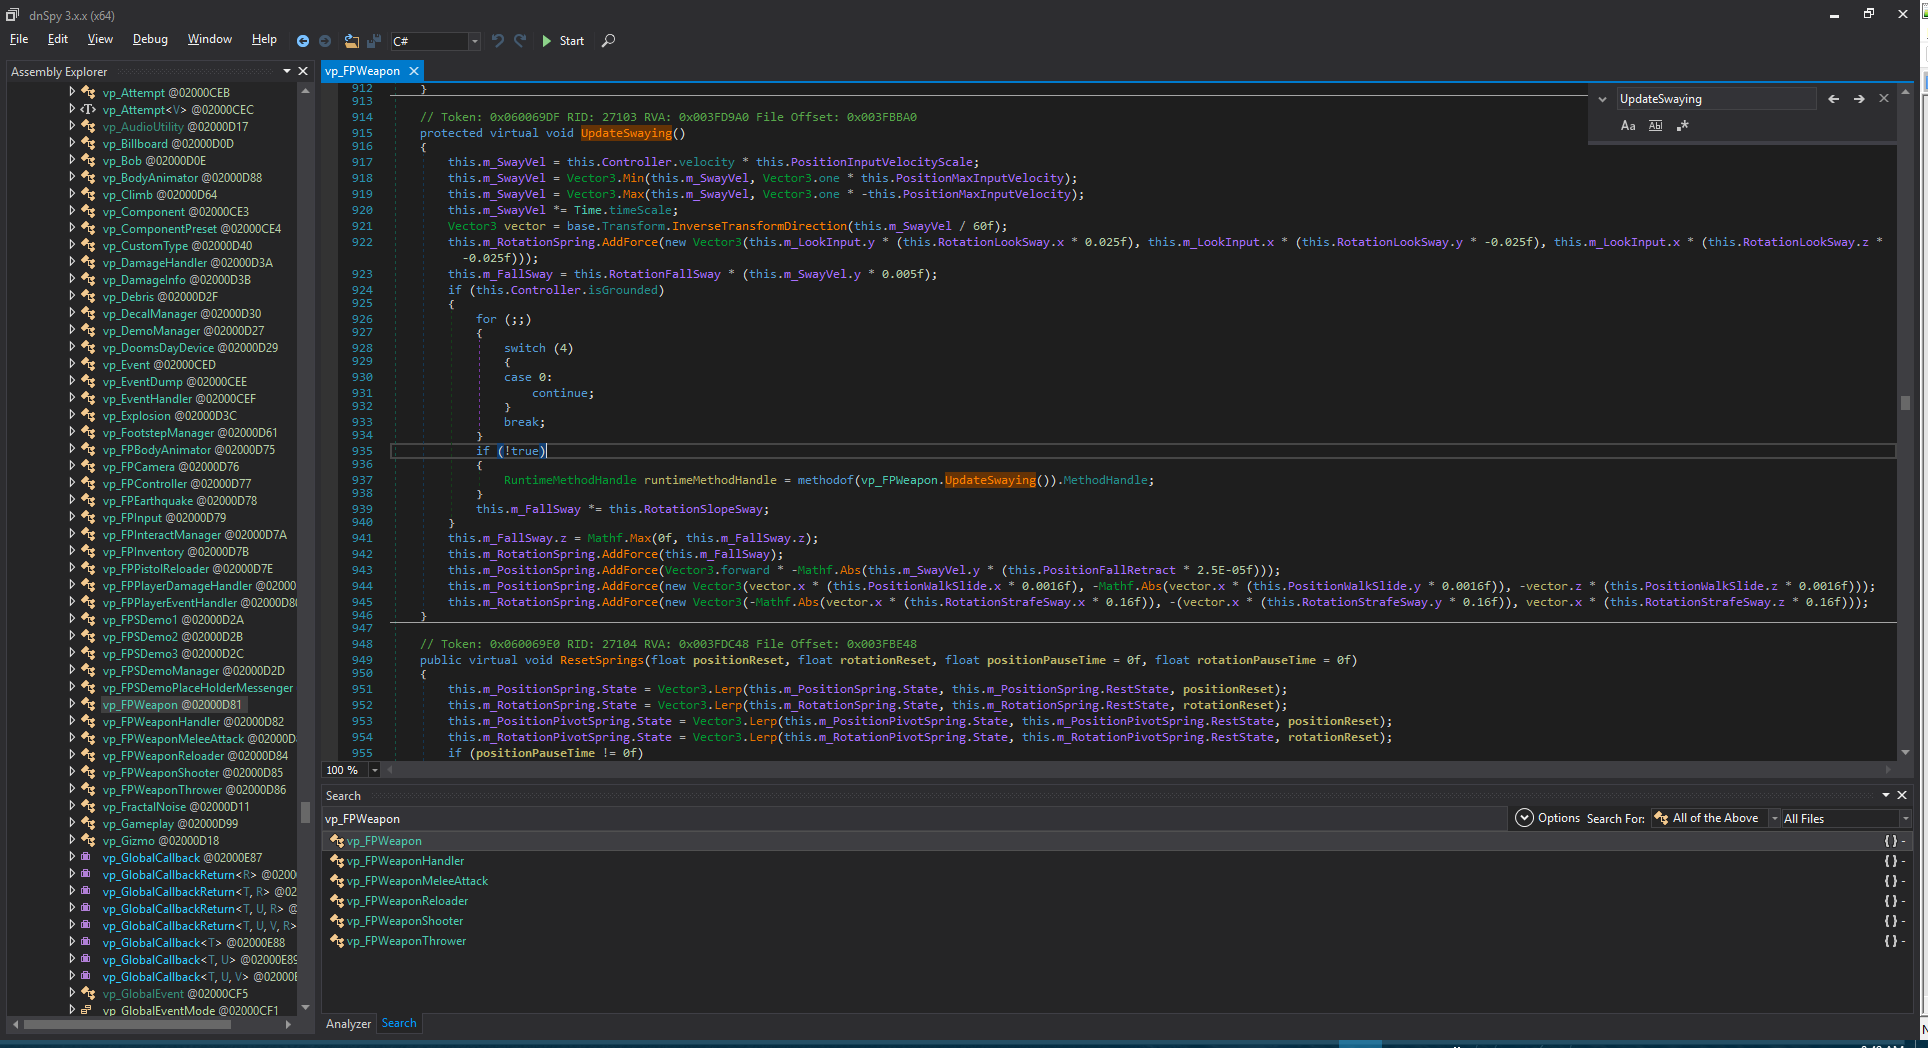 dnSpy 3.x.x (x64)
File Edit View Debug Window Help C# Start
Assembly Explorer
vp_Attempt @02000CEB
vp_Attempt<V> @02000CEC
vp_AudioUtility @02000D17
vp_Billboard @02000D0D
vp_Bob @02000D0E
vp_BodyAnimator @02000D88
vp_Climb @02000D64
vp_Component @02000CE3
vp_ComponentPreset @02000CE4
vp_CustomType @02000D40
vp_DamageHandler @02000D3A
vp_DamageInfo @02000D3B
vp_Debris @02000D2F
vp_DecalManager @02000D30
vp_DemoManager @02000D27
vp_DoomsDayDevice @02000D29
vp_Event @02000CED
vp_EventDump @02000CEE
vp_EventHandler @02000CEF
vp_Explosion @02000D3C
vp_FootstepManager @02000D61
vp_FPBodyAnimator @02000D75
vp_FPCamera @02000D76
vp_FPController @02000D77
vp_FPEarthquake @02000D78
vp_FPInput @02000D79
vp_FPInteractManager @02000D7A
vp_FPInventory @02000D7B
vp_FPPistolReloader @02000D7E
vp_FPPlayerDamageHandler @02000
vp_FPPlayerEventHandler @02000D80
vp_FPSDemo1 @02000D2A
vp_FPSDemo2 @02000D2B
vp_FPSDemo3 @02000D2C
vp_FPSDemoManager @02000D2D
vp_FPSDemoPlaceHolderMessenger
vp_FPWeapon @02000D81
vp_FPWeaponHandler @02000D82
vp_FPWeaponMeleeAttack @02000D
vp_FPWeaponReloader @02000D84
vp_FPWeaponShooter @02000D85
vp_FPWeaponThrower @02000D86
vp_FractalNoise @02000D11
vp_Gameplay @02000D99
vp_Gizmo @02000D18
vp_GlobalCallback @02000E87
vp_GlobalCallbackReturn<R> @0200
vp_GlobalCallbackReturn<T, R> @02
vp_GlobalCallbackReturn<T, U, R> @
vp_GlobalCallbackReturn<T, U, V, R>
vp_GlobalCallback<T> @02000E88
vp_GlobalCallback<T, U> @02000E89
vp_GlobalCallback<T, U, V> @02000E
vp_GlobalEvent @02000CF5
vp_GlobalEventMode @02000CF1
vp_FPWeapon
UpdateSwaying
Aa Ab .*
912 }
913
914 // Token: 0x060069DF RID: 27103 RVA: 0x003FD9A0 File Offset: 0x003FBBA0
915 protected virtual void UpdateSwaying()
916 {
917 this.m_SwayVel = this.Controller.velocity * this.PositionInputVelocityScale;
918 this.m_SwayVel = Vector3.Min(this.m_SwayVel, Vector3.one * this.PositionMaxInputVelocity);
919 this.m_SwayVel = Vector3.Max(this.m_SwayVel, Vector3.one * -this.PositionMaxInputVelocity);
920 this.m_SwayVel *= Time.timeScale;
921 Vector3 vector = base.Transform.InverseTransformDirection(this.m_SwayVel / 60f);
922 this.m_RotationSpring.AddForce(new Vector3(this.m_LookInput.y * (this.RotationLookSway.x * 0.025f), this.m_LookInput.x * (this.RotationLookSway.y * -0.025f), this.m_LookInput.x * (this.RotationLookSway.z *
-0.025f)));
923 this.m_FallSway = this.RotationFallSway * (this.m_SwayVel.y * 0.005f);
924 if (this.Controller.isGrounded)
925 {
926 for (;;)
927 {
928 switch (4)
929 {
930 case 0:
931 continue;
932 }
933 break;
934 }
935 if (!true)
936 {
937 RuntimeMethodHandle runtimeMethodHandle = methodof(vp_FPWeapon.UpdateSwaying()).MethodHandle;
938 }
939 this.m_FallSway *= this.RotationSlopeSway;
940 }
941 this.m_FallSway.z = Mathf.Max(0f, this.m_FallSway.z);
942 this.m_RotationSpring.AddForce(this.m_FallSway);
943 this.m_PositionSpring.AddForce(Vector3.forward * -Mathf.Abs(this.m_SwayVel.y * (this.PositionFallRetract * 2.5E-05f)));
944 this.m_PositionSpring.AddForce(new Vector3(vector.x * (this.PositionWalkSlide.x * 0.0016f), -Mathf.Abs(vector.x * (this.PositionWalkSlide.y * 0.0016f)), -vector.z * (this.PositionWalkSlide.z * 0.0016f)));
945 this.m_RotationSpring.AddForce(new Vector3(-Mathf.Abs(vector.x * (this.RotationStrafeSway.x * 0.16f)), -(vector.x * (this.RotationStrafeSway.y * 0.16f)), vector.x * (this.RotationStrafeSway.z * 0.16f)));
946 }
947
948 // Token: 0x060069E0 RID: 27104 RVA: 0x003FDC48 File Offset: 0x003FBE48
949 public virtual void ResetSprings(float positionReset, float rotationReset, float positionPauseTime = 0f, float rotationPauseTime = 0f)
950 {
951 this.m_PositionSpring.State = Vector3.Lerp(this.m_PositionSpring.State, this.m_PositionSpring.RestState, positionReset);
952 this.m_RotationSpring.State = Vector3.Lerp(this.m_RotationSpring.State, this.m_RotationSpring.RestState, rotationReset);
953 this.m_PositionPivotSpring.State = Vector3.Lerp(this.m_PositionPivotSpring.State, this.m_PositionPivotSpring.RestState, positionReset);
954 this.m_RotationPivotSpring.State = Vector3.Lerp(this.m_RotationPivotSpring.State, this.m_RotationPivotSpring.RestState, rotationReset);
955 if (positionPauseTime != 0f)
100 %
Search
vp_FPWeapon Options Search For: All of the Above All Files
vp_FPWeapon { } -
vp_FPWeaponHandler { } -
vp_FPWeaponMeleeAttack { } -
vp_FPWeaponReloader { } -
vp_FPWeaponShooter { } -
vp_FPWeaponThrower { } -
Analyzer Search